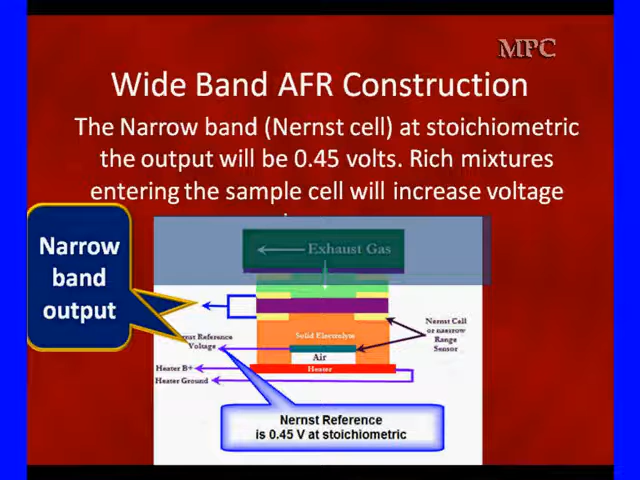 MPC
Wide Band AFR Construction
The Narrow band (Nernst cell) at stoichiometric
the output will be 0.45 volts. Rich mixtures
entering the sample cell will increase voltage
Exhaust Gas
Narrow
band
output
Nernst Cell
or narrow
Range
Sensor
Solid Electrolyte
Reference
Voltage
Air
Heater B+
Heater
Heater Ground
Nernst Reference
is 0.45 V at stoichiometric